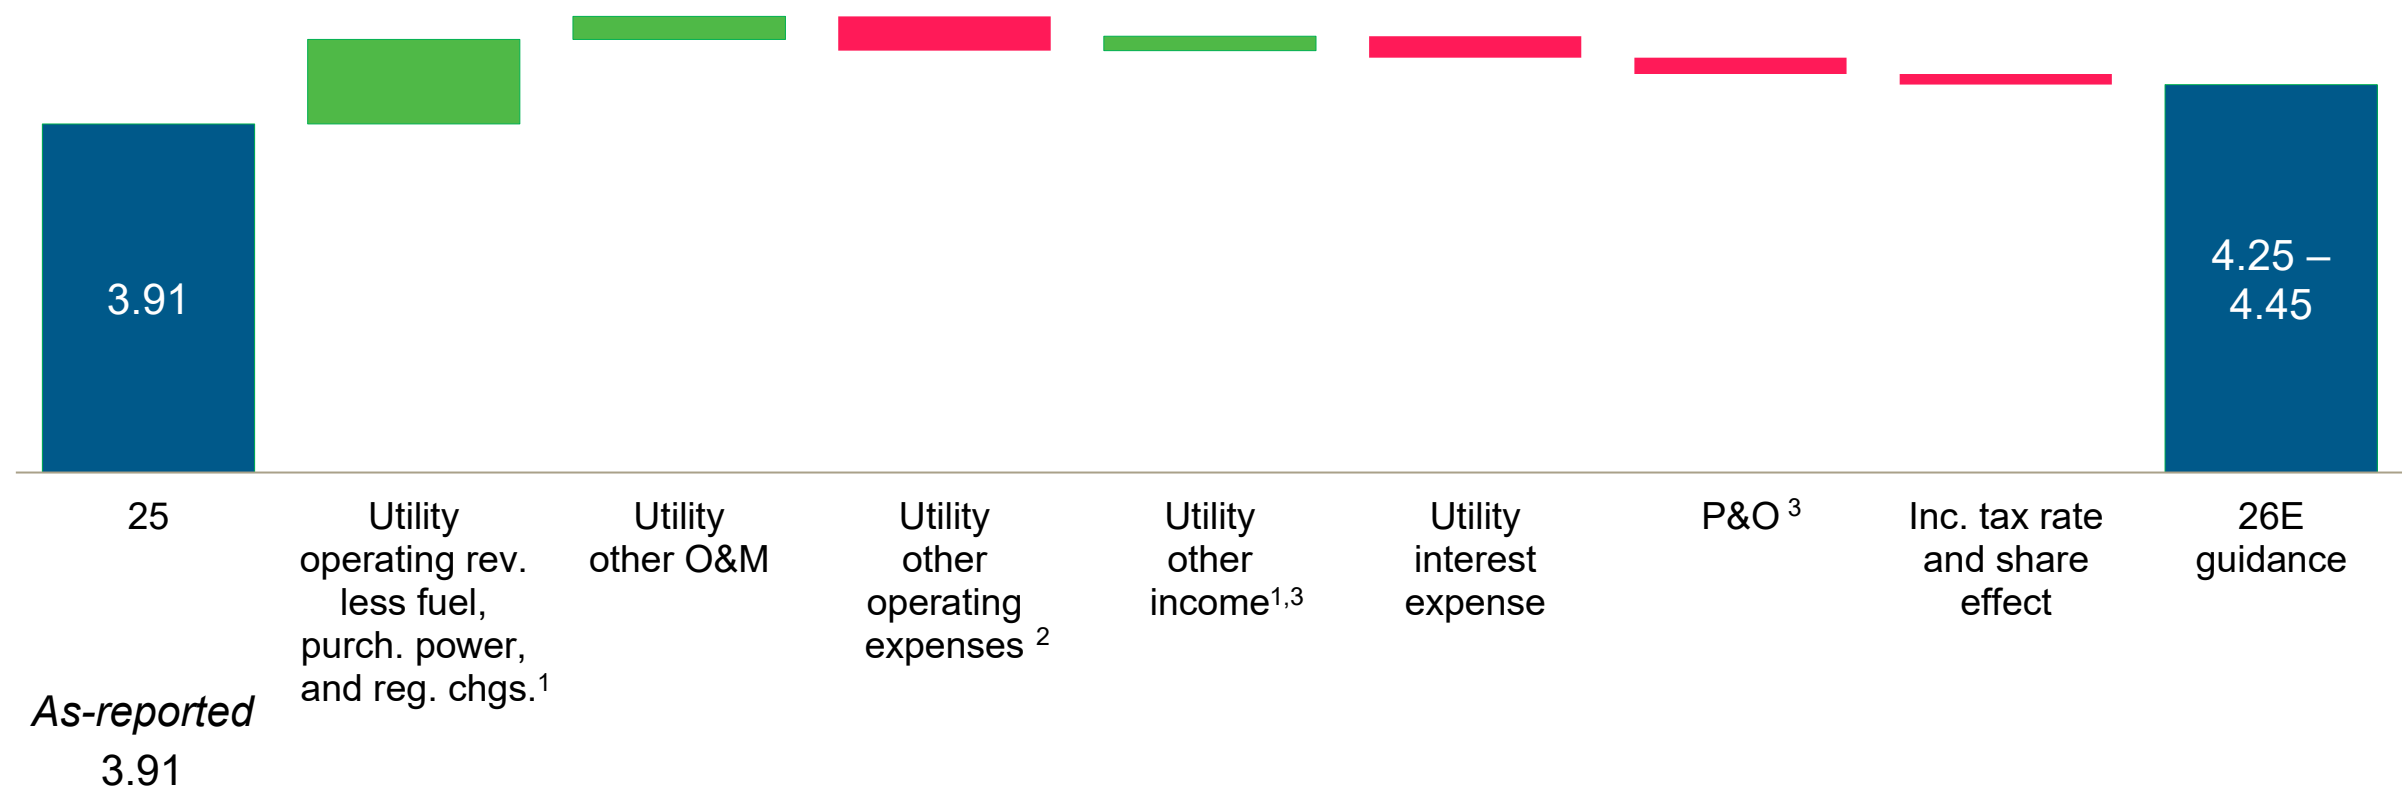 3.91
4.25 –
4.45
25
Utility
operating rev.
less fuel,
purch. power,
and reg. chgs.1
Utility
other O&M
Utility
other
operating
expenses 2
Utility
other
income1,3
Utility
interest
expense
P&O 3
Inc. tax rate
and share
effect
26E
guidance
As-reported
3.91